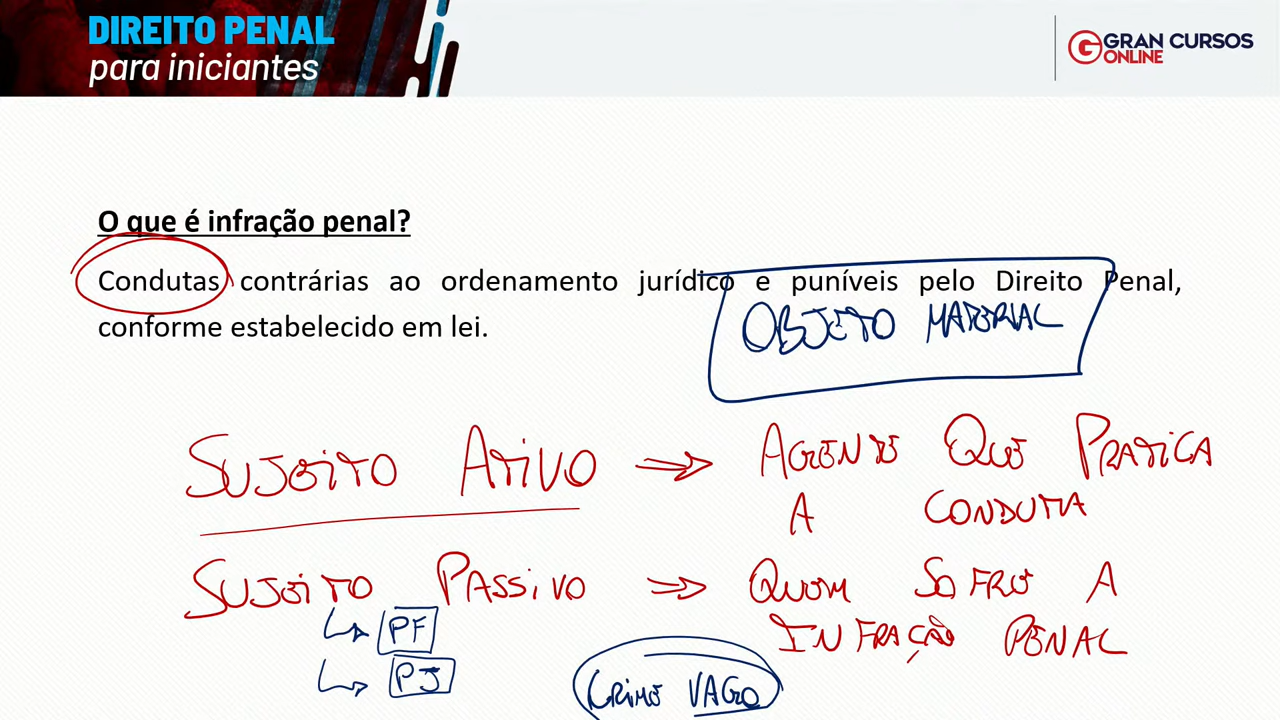 DIREITO PENAL
para iniciantes
GRAN CURSOS
ONLINE
O que é infração penal?
Condutas contrárias ao ordenamento jurídico e puníveis pelo Direito Penal,
conforme estabelecido em lei.
OBJETO MATERIAL
SUJEITO ATIVO → AGENTE QUE PRATICA
A CONDUTA
SUJEITO PASSIVO → QUEM SOFRE A
INFRAÇÃO PENAL
PF
PJ
CRIME VAGO